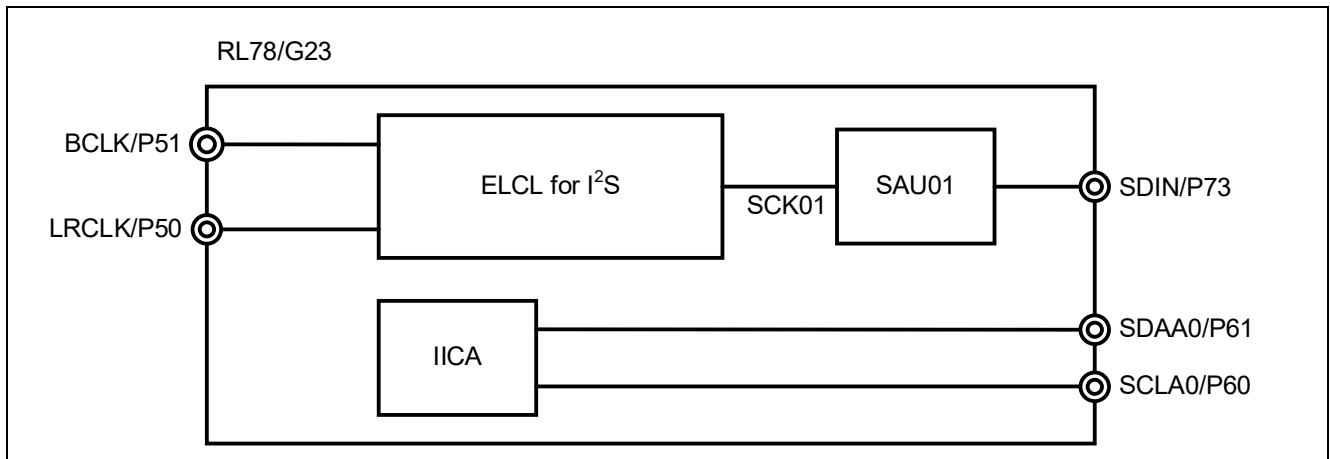 RL78/G23
BCLK/P51
ELCL for I²S
SAU01
SDIN/P73
SCK01
LRCLK/P50
SDAA0/P61
IICA
SCLA0/P60